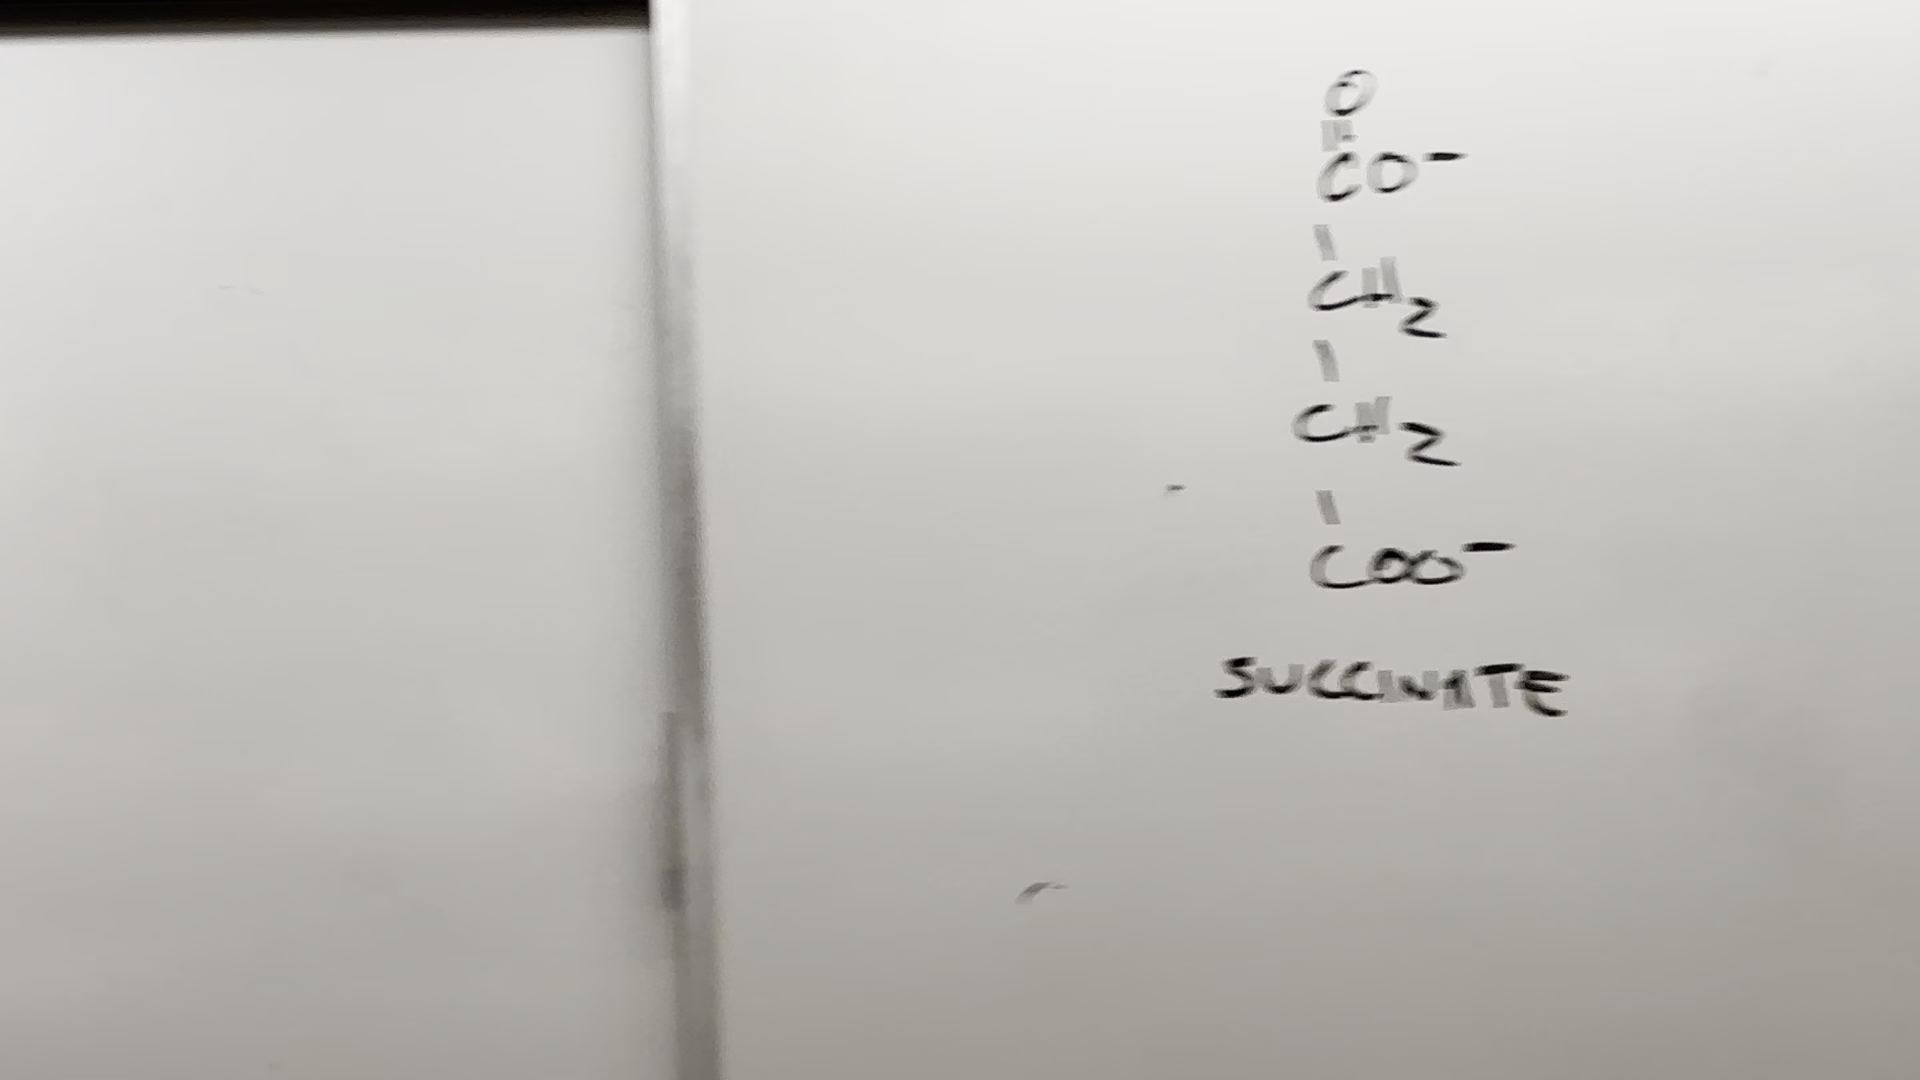 O
||
CO⁻
|
CH₂
|
CH₂
|
COO⁻
SUCCINATE